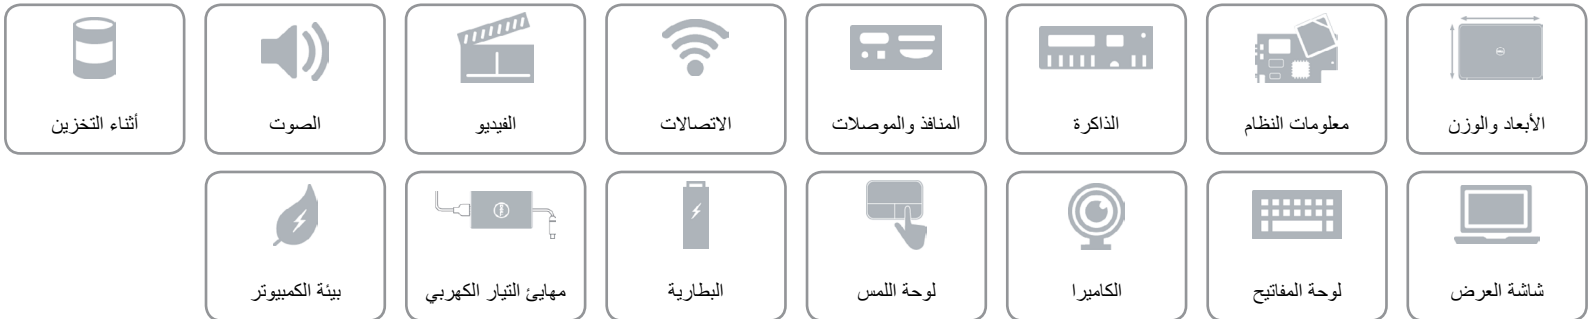 الأبعاد والوزن
معلومات النظام
الذاكرة
المنافذ والموصلات
الاتصالات
الفيديو
الصوت
أثناء التخزين
شاشة العرض
لوحة المفاتيح
الكاميرا
لوحة اللمس
البطارية
مهايئ التيار الكهربي
بيئة الكمبيوتر